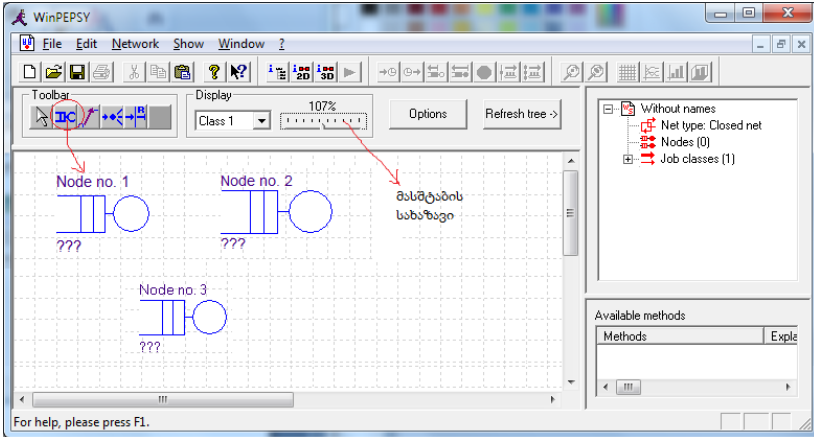 WinPEPSY
File Edit Network Show Window ?
Toolbar
Display
Class 1
107%
Options
Refresh tree ->
Without names
Net type: Closed net
Nodes (0)
Job classes (1)
Node no. 1
???
Node no. 2
???
Node no. 3
???
მასშტაბის
სახაზავი
Available methods
Methods Expla
For help, please press F1.